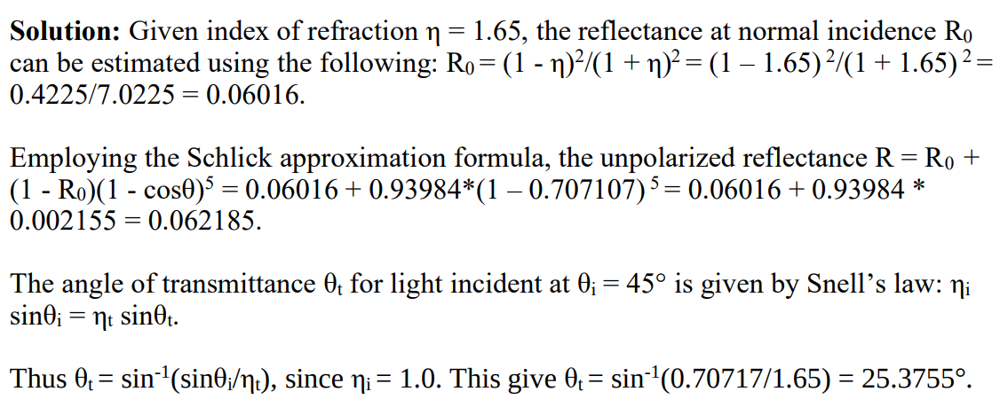 Solution: Given index of refraction η = 1.65, the reflectance at normal incidence R₀
can be estimated using the following: R₀ = (1 - η)²/(1 + η)² = (1 – 1.65)²/(1 + 1.65)² =
0.4225/7.0225 = 0.06016.
Employing the Schlick approximation formula, the unpolarized reflectance R = R₀ +
(1 - R₀)(1 - cosθ)⁵ = 0.06016 + 0.93984*(1 – 0.707107)⁵ = 0.06016 + 0.93984 *
0.002155 = 0.062185.
The angle of transmittance θₜ for light incident at θᵢ = 45° is given by Snell’s law: ηᵢ
sinθᵢ = ηₜ sinθₜ.
Thus θₜ = sin⁻¹(sinθᵢ/ηₜ), since ηᵢ = 1.0. This give θₜ = sin⁻¹(0.70717/1.65) = 25.3755°.